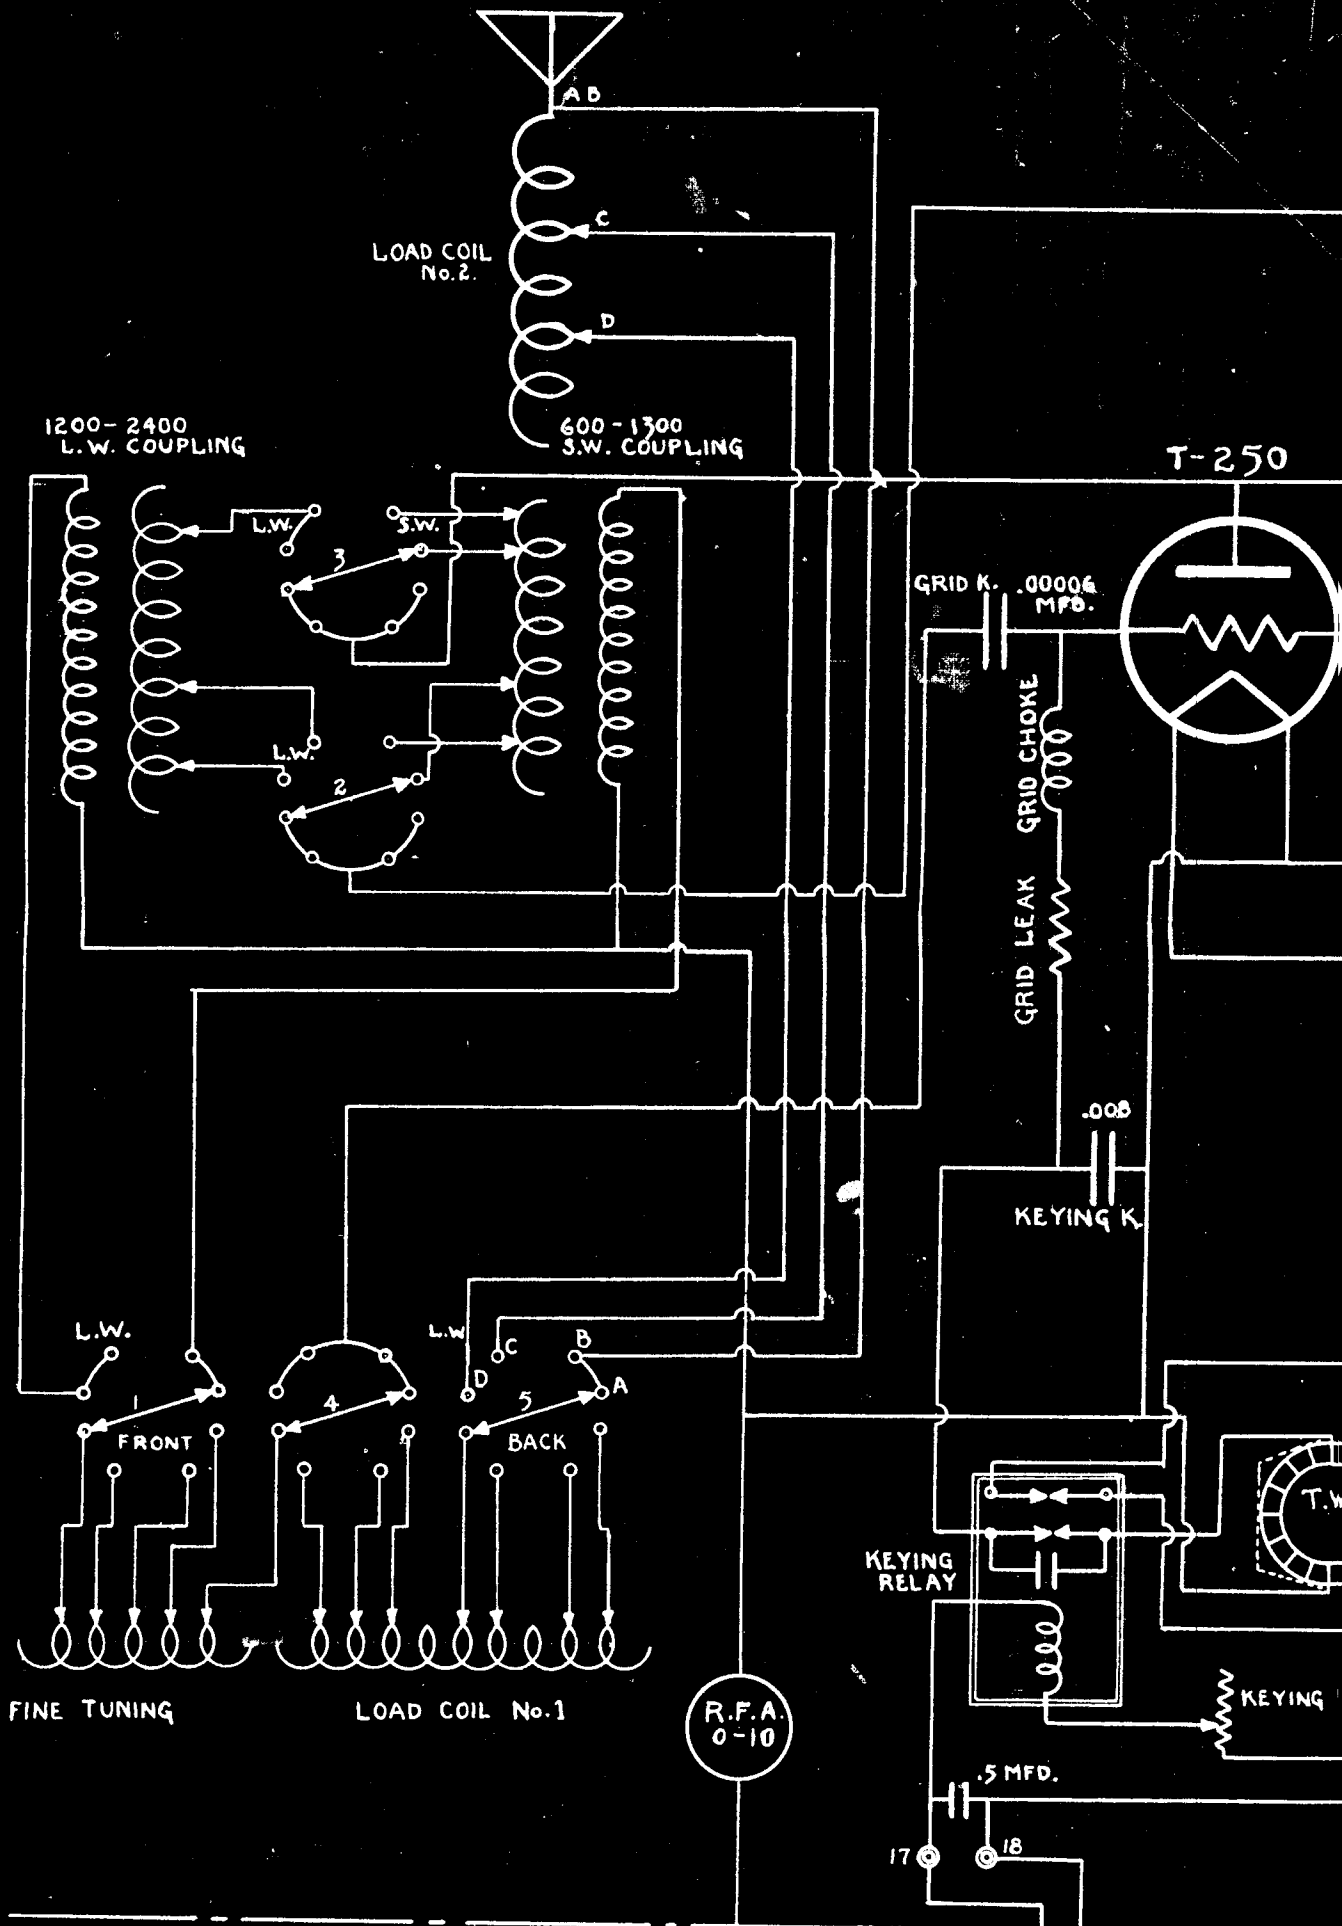 AB
C
LOAD COIL
No.2.
D
1200-2400
L.W. COUPLING
600-1300
S.W. COUPLING
T-250
L.W.
S.W.
3
GRID K.
.00006
MFD.
GRID CHOKE
L.W.
2
GRID LEAK
.008
KEYING K
L.W.
L.W
C
B
D
A
1
4
5
FRONT
BACK
T.W
KEYING
RELAY
FINE TUNING
LOAD COIL No.1
R.F.A.
0-10
KEYING
.5 MFD.
17
18